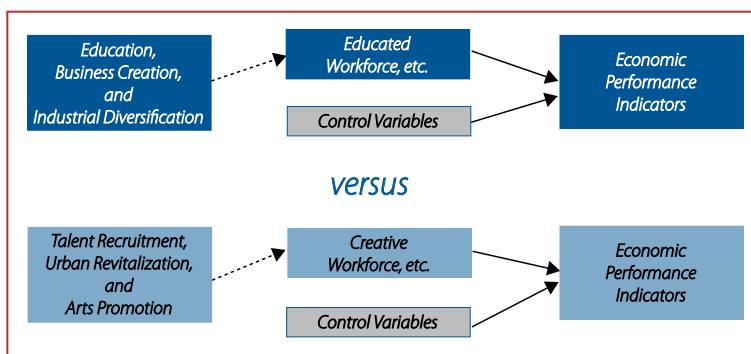 Education,
Business Creation,
and
Industrial Diversification
Educated
Workforce, etc.
Control Variables
Economic
Performance
Indicators
versus
Talent Recruitment,
Urban Revitalization,
and
Arts Promotion
Creative
Workforce, etc.
Control Variables
Economic
Performance
Indicators